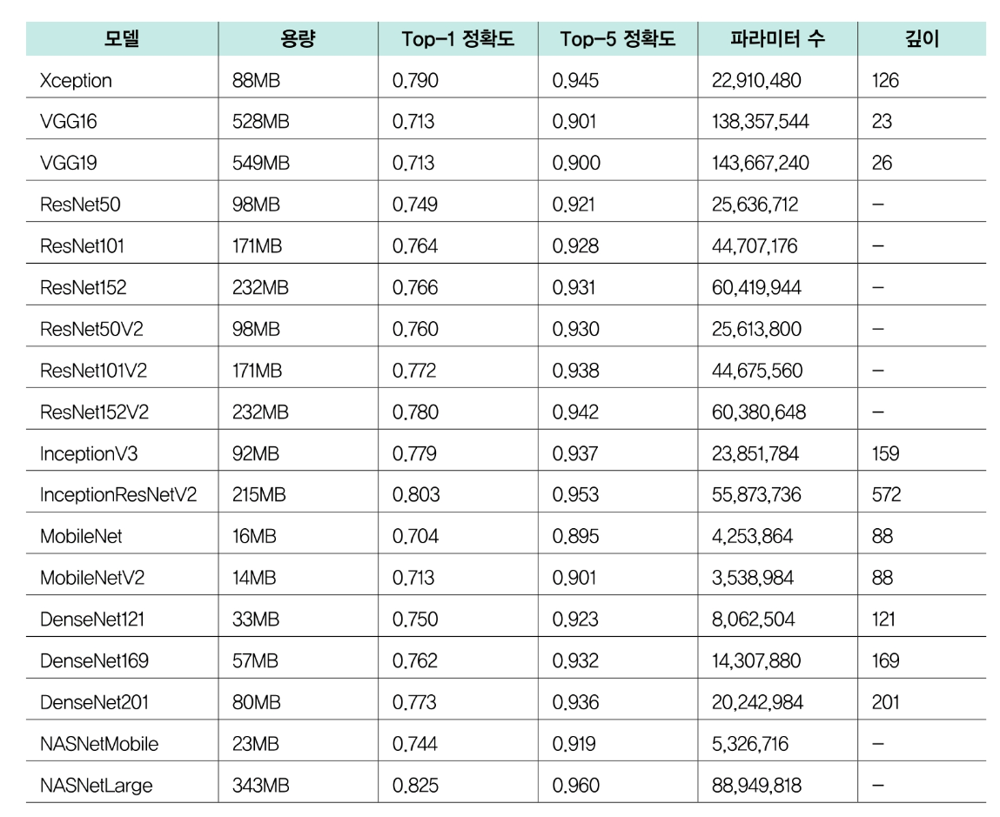 모델 용량 Top-1 정확도 Top-5 정확도 파라미터 수 깊이
Xception 88MB 0.790 0.945 22,910,480 126
VGG16 528MB 0.713 0.901 138,357,544 23
VGG19 549MB 0.713 0.900 143,667,240 26
ResNet50 98MB 0.749 0.921 25,636,712 –
ResNet101 171MB 0.764 0.928 44,707,176 –
ResNet152 232MB 0.766 0.931 60,419,944 –
ResNet50V2 98MB 0.760 0.930 25,613,800 –
ResNet101V2 171MB 0.772 0.938 44,675,560 –
ResNet152V2 232MB 0.780 0.942 60,380,648 –
InceptionV3 92MB 0.779 0.937 23,851,784 159
InceptionResNetV2 215MB 0.803 0.953 55,873,736 572
MobileNet 16MB 0.704 0.895 4,253,864 88
MobileNetV2 14MB 0.713 0.901 3,538,984 88
DenseNet121 33MB 0.750 0.923 8,062,504 121
DenseNet169 57MB 0.762 0.932 14,307,880 169
DenseNet201 80MB 0.773 0.936 20,242,984 201
NASNetMobile 23MB 0.744 0.919 5,326,716 –
NASNetLarge 343MB 0.825 0.960 88,949,818 –